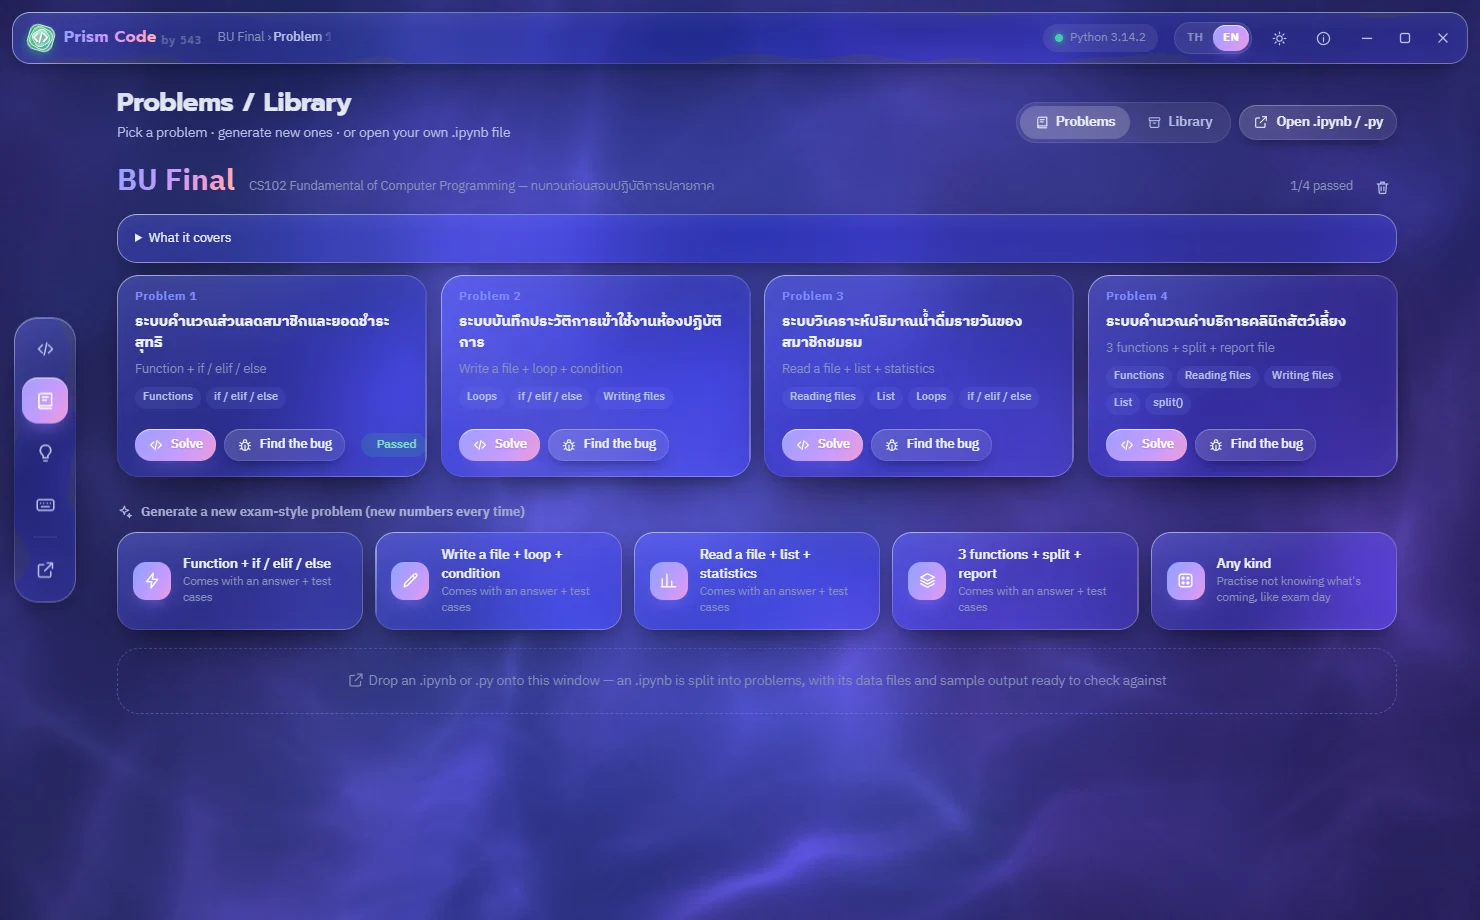 Prism Code by 543
BU Final › Problem
Python 3.14.2
TH EN
Problems / Library
Pick a problem · generate new ones · or open your own .ipynb file
Problems
Library
Open .ipynb / .py
BU Final
CS102 Fundamental of Computer Programming — ทบทวนก่อนสอบปฏิบัติการปลายภาค
1/4 passed
▶ What it covers
Problem 1
ระบบคำนวณส่วนลดสมาชิกและยอดชำระ
สุทธิ
Function + if / elif / else
Functions
if / elif / else
Solve
Find the bug
Passed
Problem 2
ระบบบันทึกประวัติการเข้าใช้งานห้องปฏิบัติ
การ
Write a file + loop + condition
Loops
if / elif / else
Writing files
Solve
Find the bug
Problem 3
ระบบวิเคราะห์ปริมาณน้ำดื่มรายวันของ
สมาชิกชมรม
Read a file + list + statistics
Reading files
List
Loops
if / elif / else
Solve
Find the bug
Problem 4
ระบบคำนวณค่าบริการคลินิกสัตว์เลี้ยง
3 functions + split + report file
Functions
Reading files
Writing files
List
split()
Solve
Find the bug
Generate a new exam-style problem (new numbers every time)
Function + if / elif / else
Comes with an answer + test
cases
Write a file + loop +
condition
Comes with an answer + test
cases
Read a file + list +
statistics
Comes with an answer + test
cases
3 functions + split +
report
Comes with an answer + test
cases
Any kind
Practise not knowing what's
coming, like exam day
Drop an .ipynb or .py onto this window — an .ipynb is split into problems, with its data files and sample output ready to check against